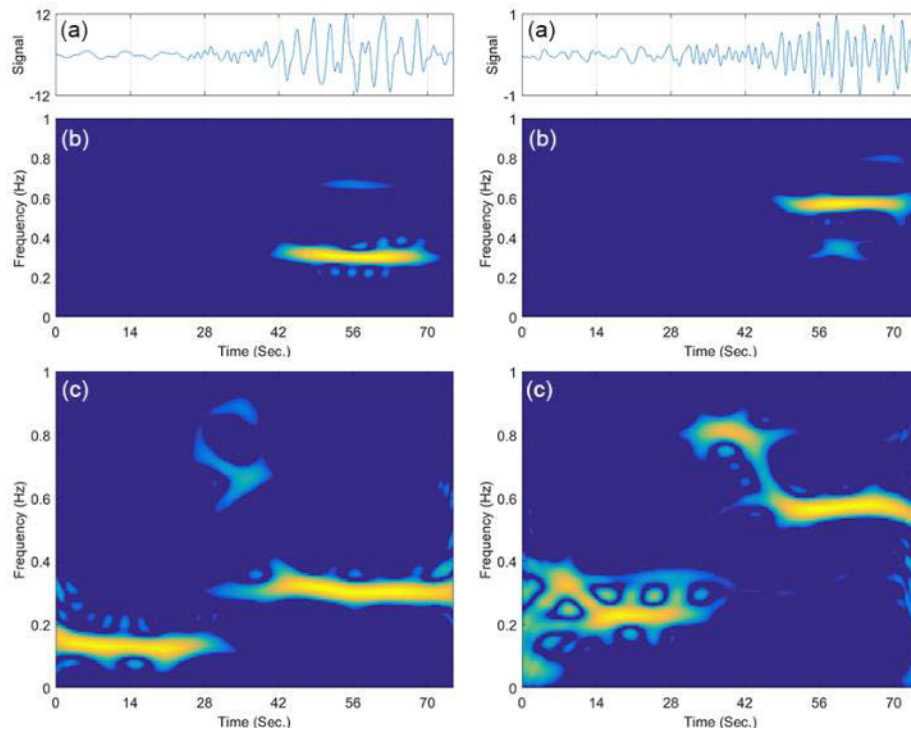 (a)
Signal
12
-12
(b)
Frequency (Hz)
1
0.8
0.6
0.4
0.2
0
0 14 28 42 56 70
Time (Sec.)
(c)
Frequency (Hz)
1
0.8
0.6
0.4
0.2
0
0 14 28 42 56 70
Time (Sec.)
(a)
Signal
1
-1
(b)
Frequency (Hz)
1
0.8
0.6
0.4
0.2
0
0 14 28 42 56 70
Time (Sec.)
(c)
Frequency (Hz)
1
0.8
0.6
0.4
0.2
0
0 14 28 42 56 70
Time (Sec.)